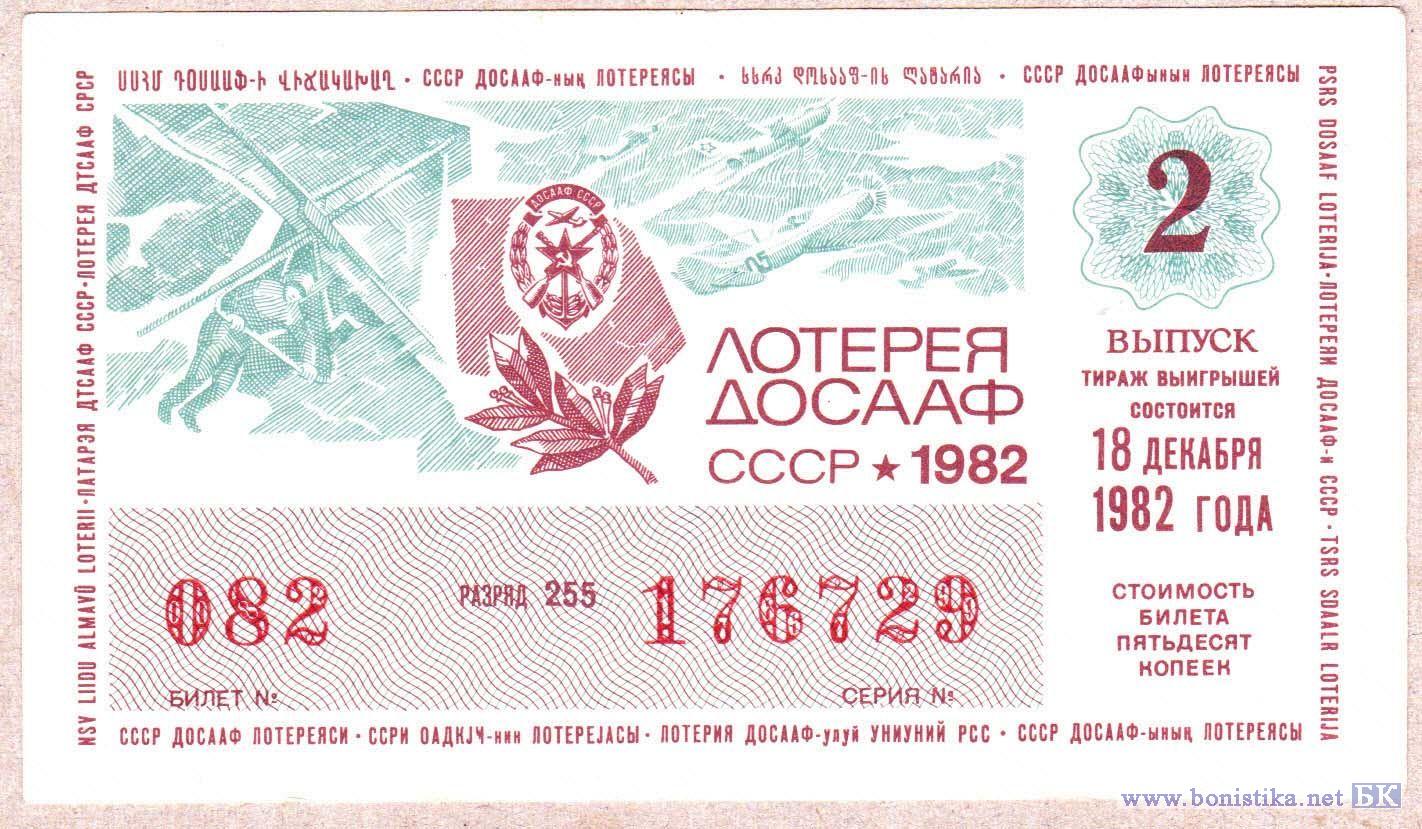 ՍՍՀՄ ԴՕՍԱԱՖ-Ի ՎԻՃԱԿԱԽԱՂ · СССР ДОСААФ-ның ЛОТЕРЕЯСЫ · სსრკ დოსააფ-ის ლატარია · СССР ДОСААФынын ЛОТЕРЕЯСЫ
NSV LIIDU ALMAVÜ LOTERII·ЛАТАРЭЯ ДТСААФ СССР·ЛОТЕРЕЯ ДТСААФ СРСР
PSRS DOSAAF LOTERIJA·ЛОТЕРЕЯИ ДОСААФ-и СССР·TSRS SDAALR LOTERIJA
ДОСААФ СССР
05
2
ВЫПУСК
ТИРАЖ ВЫИГРЫШЕЙ
СОСТОИТСЯ
18 ДЕКАБРЯ
1982 ГОДА
ЛОТЕРЕЯ
ДОСААФ
СССР ★ 1982
082 РАЗРЯД 255 176729
БИЛЕТ № СЕРИЯ №
СТОИМОСТЬ
БИЛЕТА
ПЯТЬДЕСЯТ
КОПЕЕК
СССР ДОСААФ ЛОТЕРЕЯСИ · ССРИ ОАДКЈЧ-нин ЛОТЕРЕЈАСЫ · ЛОТЕРИЯ ДОСААФ-улуй УНИУНИЙ РСС · СССР ДОСААФ-ының ЛОТЕРЕЯСЫ
www.bonistika.net БК